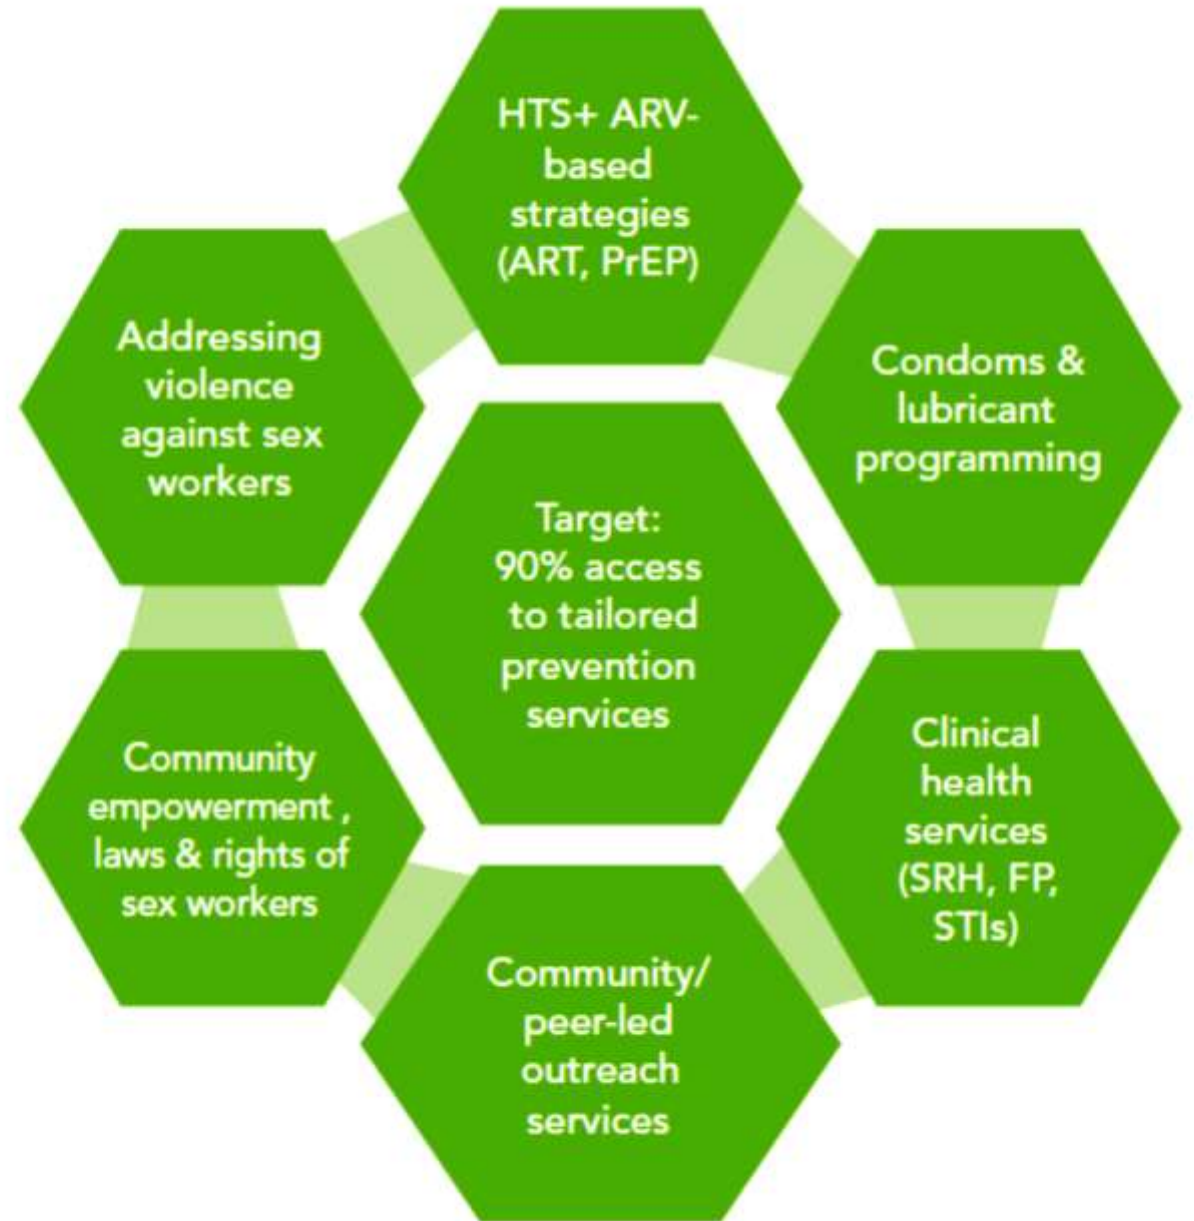 HTS+ ARV-
based
strategies
(ART, PrEP)
Addressing
violence
against sex
workers
Condoms &
lubricant
programming
Target:
90% access
to tailored
prevention
services
Community
empowerment ,
laws & rights of
sex workers
Clinical
health
services
(SRH, FP,
STIs)
Community/
peer-led
outreach
services